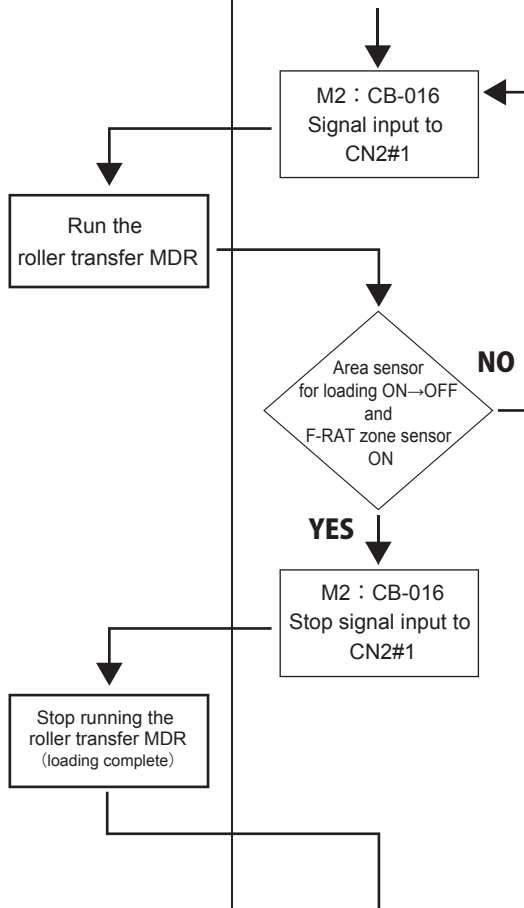 M2：CB-016
Signal input to
CN2#1
Run the
roller transfer MDR
Area sensor
for loading ON→OFF
and
F-RAT zone sensor
ON
NO
YES
M2：CB-016
Stop signal input to
CN2#1
Stop running the
roller transfer MDR
（loading complete）